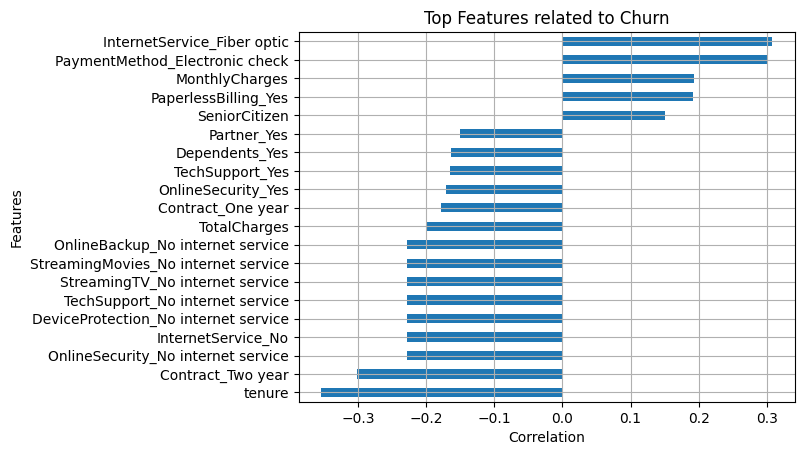 Top Features related to Churn
InternetService_Fiber optic
PaymentMethod_Electronic check
MonthlyCharges
PaperlessBilling_Yes
SeniorCitizen
Partner_Yes
Dependents_Yes
TechSupport_Yes
OnlineSecurity_Yes
Contract_One year
TotalCharges
OnlineBackup_No internet service
StreamingMovies_No internet service
StreamingTV_No internet service
TechSupport_No internet service
DeviceProtection_No internet service
InternetService_No
OnlineSecurity_No internet service
Contract_Two year
tenure
Features
−0.3 −0.2 −0.1 0.0 0.1 0.2 0.3
Correlation